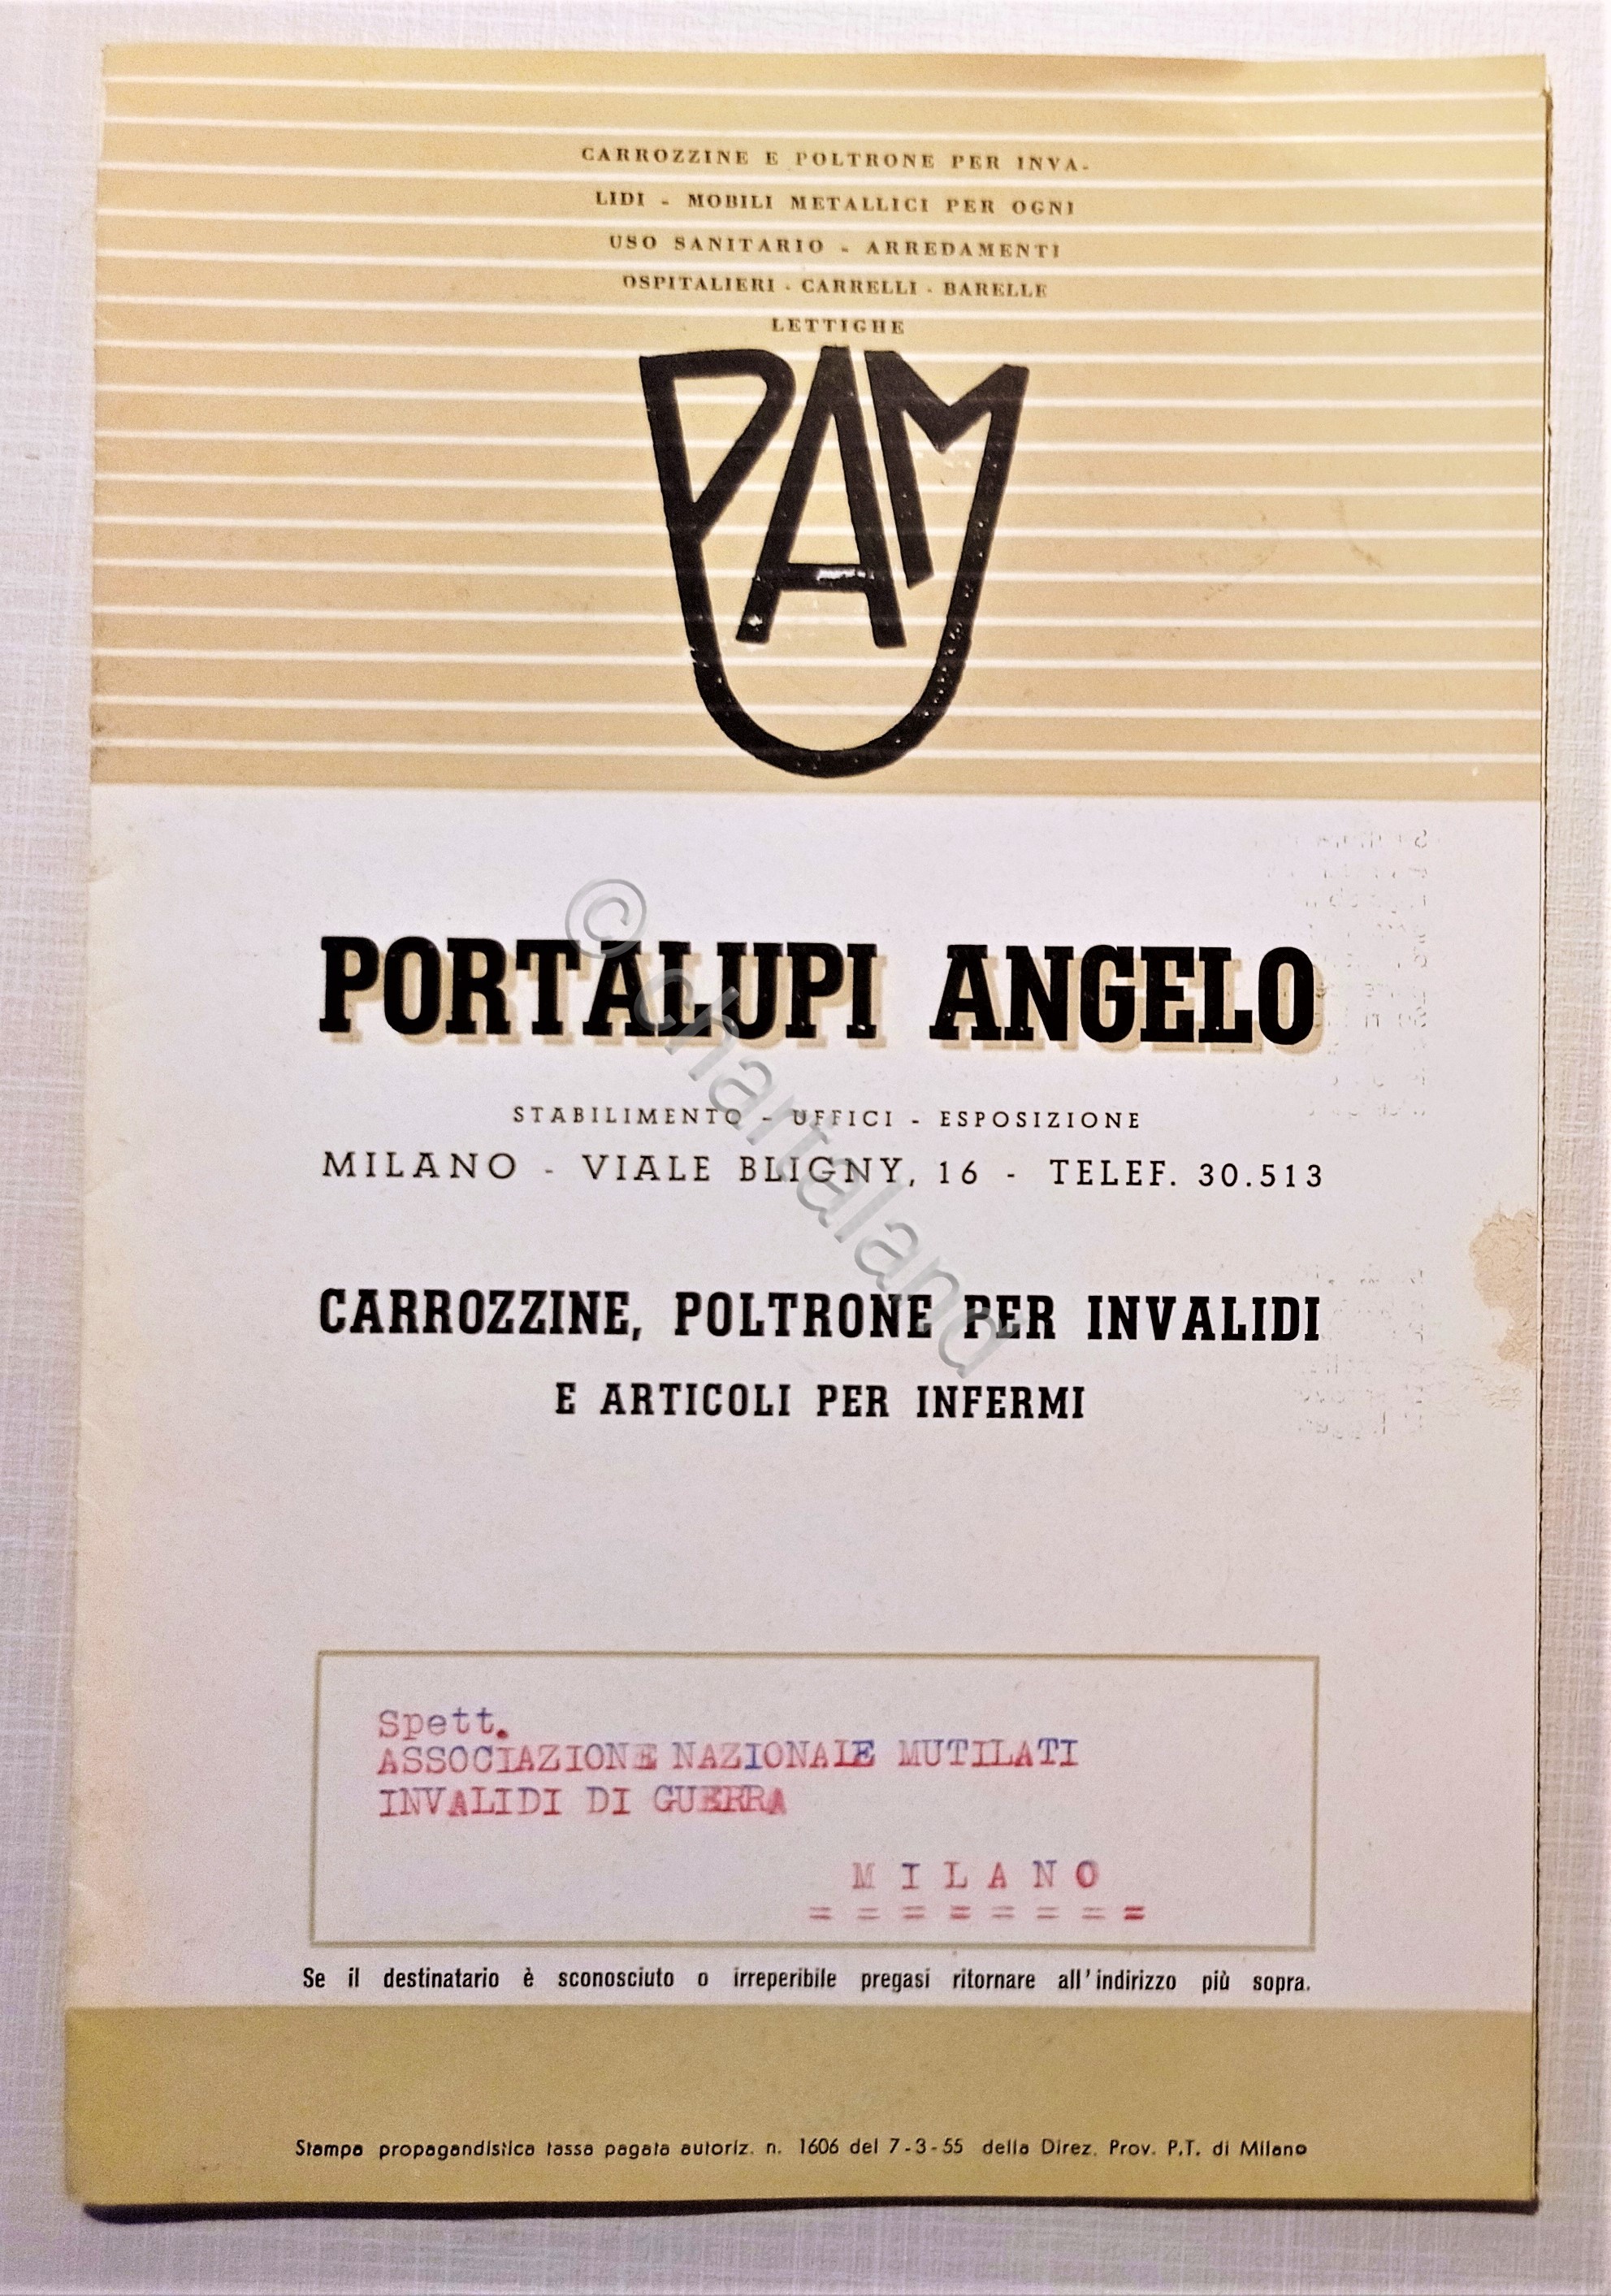 CARROZZINE E POLTRONE PER INVA-
LIDI - MOBILI METALLICI PER OGNI
USO SANITARIO - ARREDAMENTI
OSPITALIERI - CARRELLI - BARELLE
LETTIGHE
PAM
PORTALUPI ANGELO
STABILIMENTO - UFFICI - ESPOSIZIONE
MILANO - VIALE BLIGNY, 16 - TELEF. 30.513
CARROZZINE, POLTRONE PER INVALIDI
E ARTICOLI PER INFERMI
© chartaland
Spett.
ASSOCIAZIONE NAZIONALE MUTILATI
INVALIDI DI GUERRA
M I L A N O
= = = = = = = =
Se il destinatario è sconosciuto o irreperibile pregasi ritornare all'indirizzo più sopra.
Stampa propagandistica tassa pagata autoriz. n. 1606 del 7-3-55 della Direz. Prov. P.T. di Milano